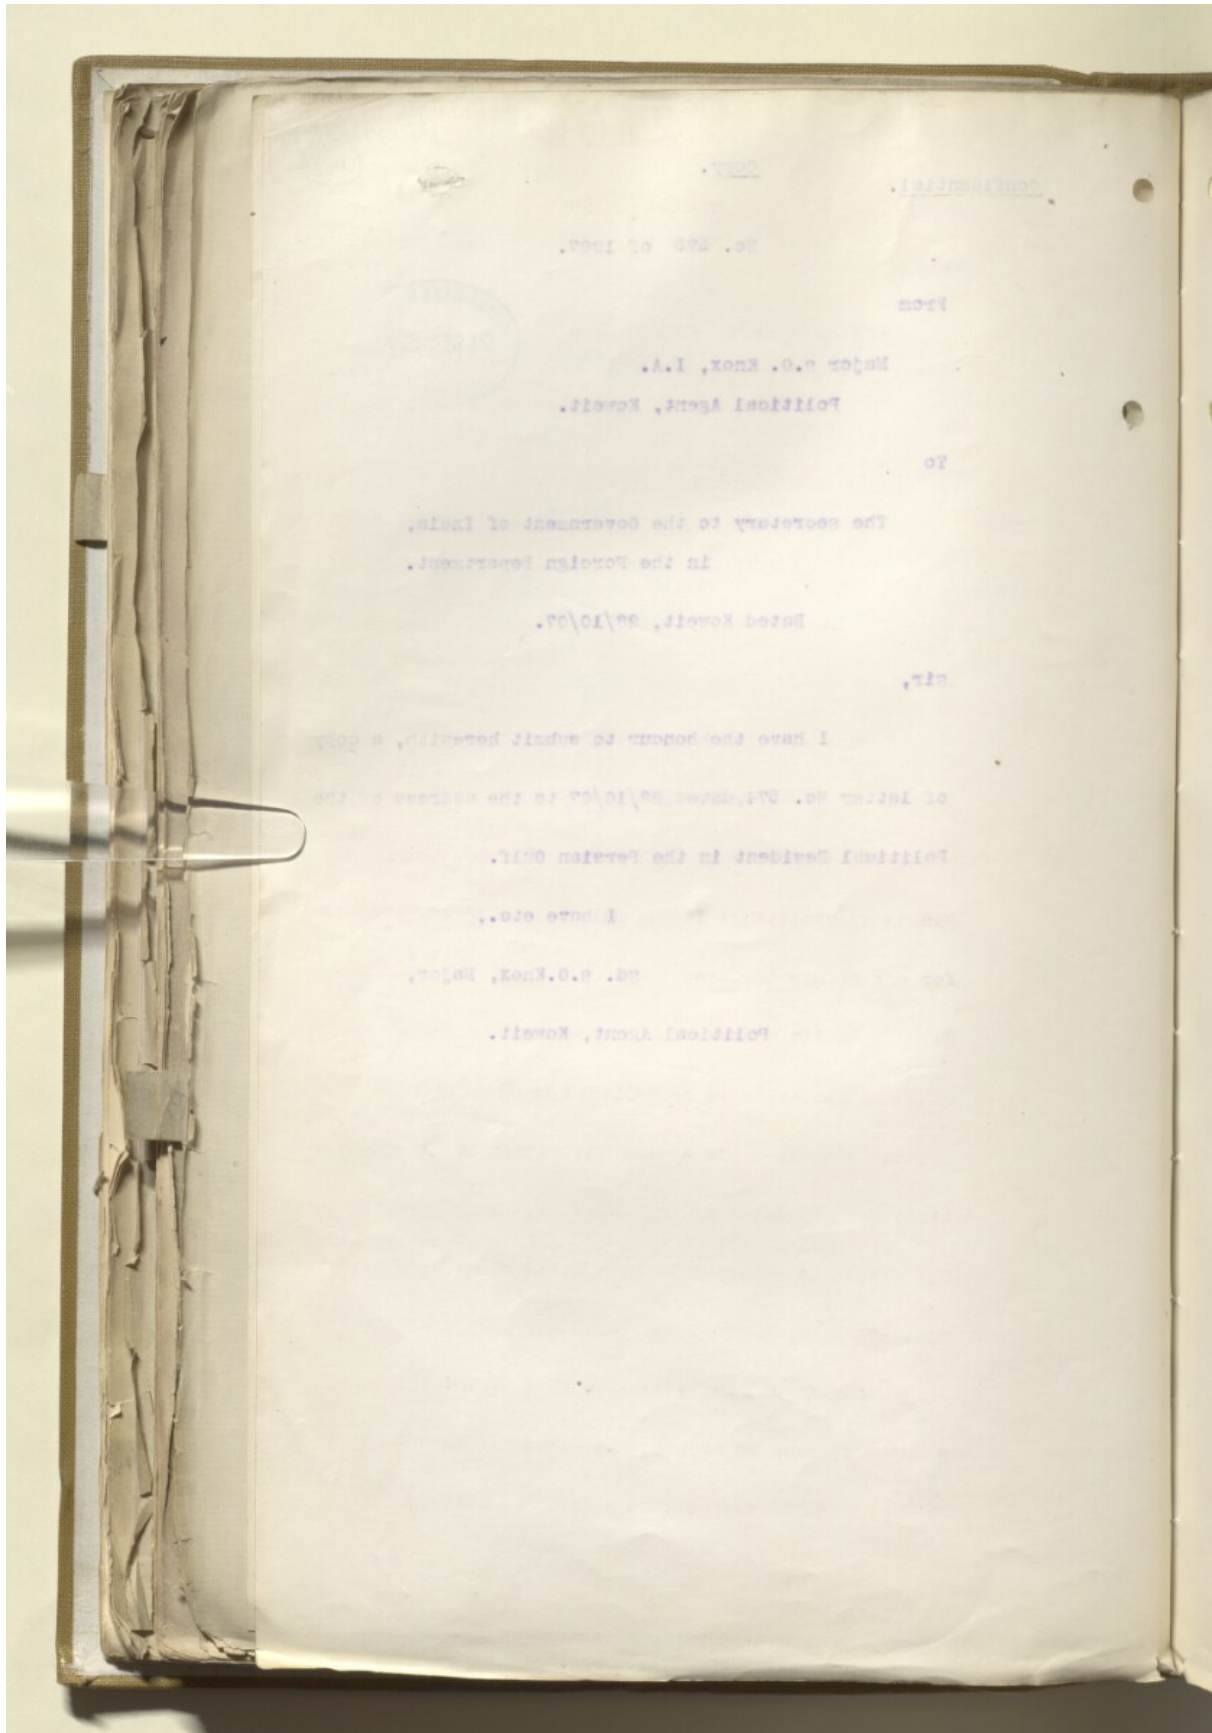 Confidential.
Copy.
No. 575 of 1907.
From
Major s.G. Knox, I.A.
Political Agent, Koweit.
To
The secretary to the Government of India,
in the Foreign Department.
Dated Koweit, 29/10/07.
sir,
I have the honour to submit herewith, a copy
of letter No. 574, dated 29/10/07 to the address of the
Political Resident in the Persian Gulf.
I have etc.,
sd. s.G.Knox, Major,
Political Agent, Koweit.